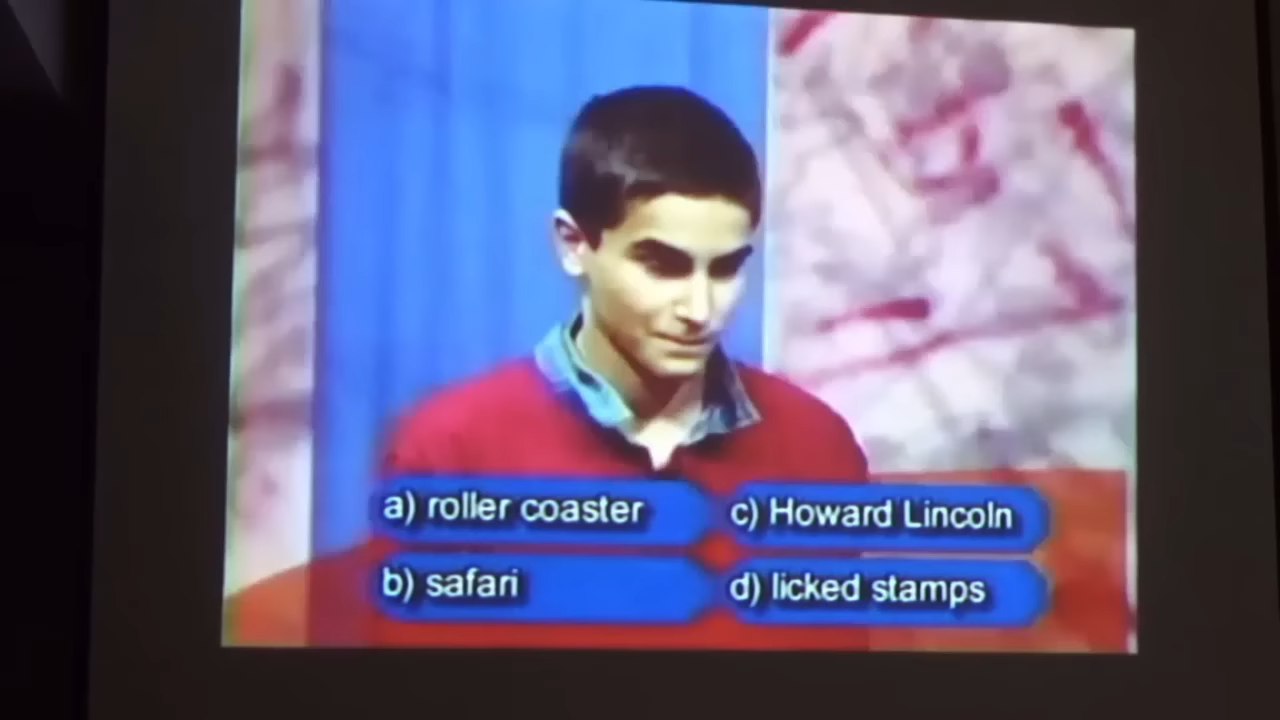 a) roller coaster
b) safari
c) Howard Lincoln
d) licked stamps